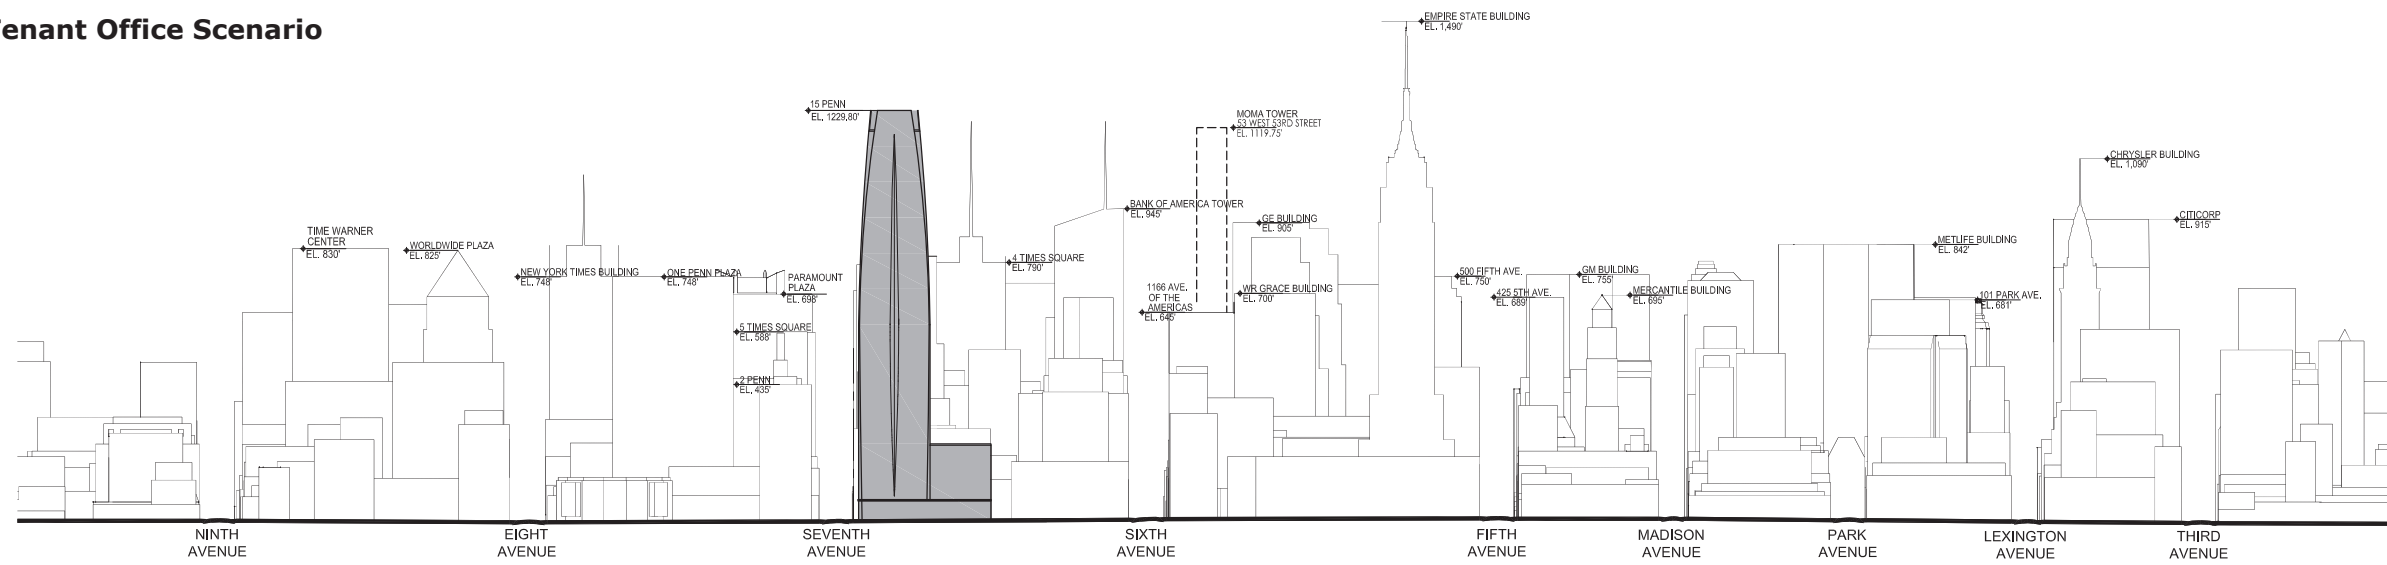 enant Office Scenario
EMPIRE STATE BUILDING
EL. 1,490'
15 PENN
EL. 1229.80'
MOMA TOWER
53 WEST 53RD STREET
EL. 1119.75'
CHRYSLER BUILDING
EL. 1,090'
BANK OF AMERICA TOWER
EL. 945'
GE BUILDING
EL. 905'
CITICORP
EL. 915'
TIME WARNER
CENTER
EL. 830'
WORLDWIDE PLAZA
EL. 825'
METLIFE BUILDING
EL. 842'
4 TIMES SQUARE
EL. 790'
NEW YORK TIMES BUILDING
EL. 748'
ONE PENN PLAZA
EL. 748'
PARAMOUNT
PLAZA
EL. 698'
500 FIFTH AVE.
EL. 750'
GM BUILDING
EL. 755'
1166 AVE.
OF THE
AMERICAS
EL. 645'
WR GRACE BUILDING
EL. 700'
425 5TH AVE.
EL. 689'
MERCANTILE BUILDING
EL. 695'
101 PARK AVE.
EL. 681'
5 TIMES SQUARE
EL. 588'
2 PENN
EL. 435'
NINTH
AVENUE
EIGHT
AVENUE
SEVENTH
AVENUE
SIXTH
AVENUE
FIFTH
AVENUE
MADISON
AVENUE
PARK
AVENUE
LEXINGTON
AVENUE
THIRD
AVENUE